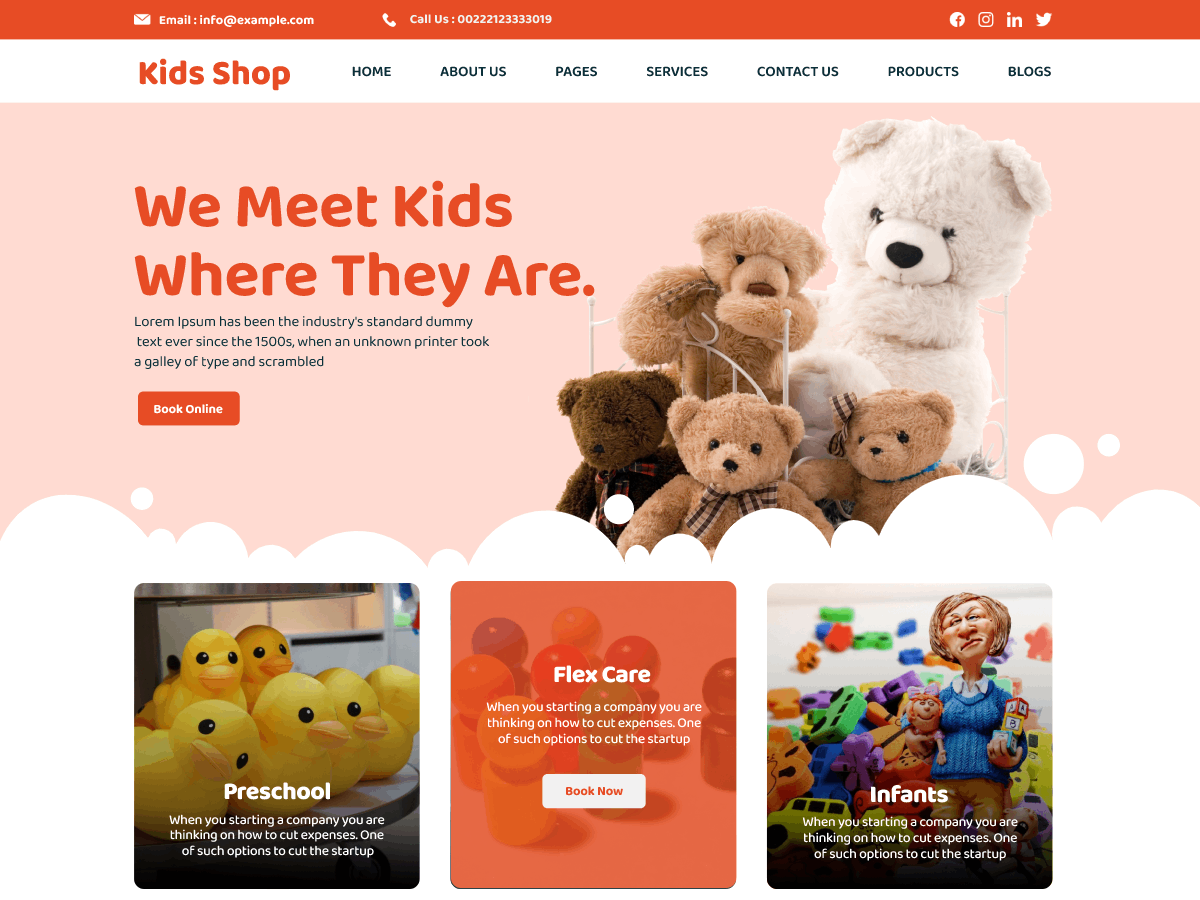 Email : info@example.com
Call Us : 00222123333019
Kids Shop
HOME
ABOUT US
PAGES
SERVICES
CONTACT US
PRODUCTS
BLOGS
We Meet Kids
Where They Are.
Lorem Ipsum has been the industry's standard dummy
text ever since the 1500s, when an unknown printer took
a galley of type and scrambled
Book Online
Preschool
When you starting a company you are
thinking on how to cut expenses. One
of such options to cut the startup
Flex Care
When you starting a company you are
thinking on how to cut expenses. One
of such options to cut the startup
Book Now
Infants
When you starting a company you are
thinking on how to cut expenses. One
of such options to cut the startup